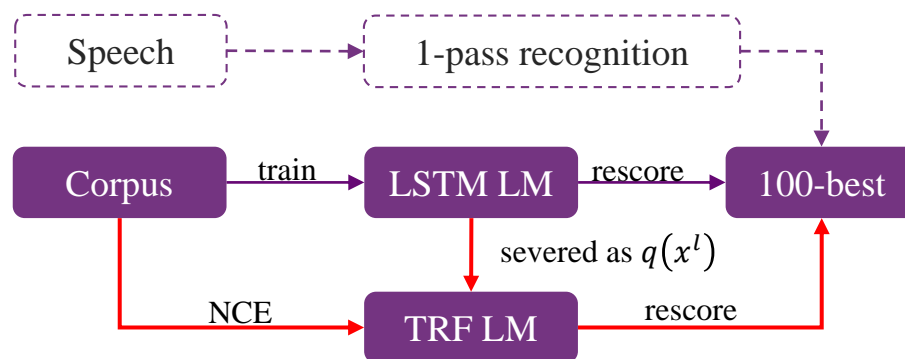 Speech
1-pass recognition
Corpus
train
LSTM LM
rescore
100-best
severed as q(x^l)
NCE
TRF LM
rescore